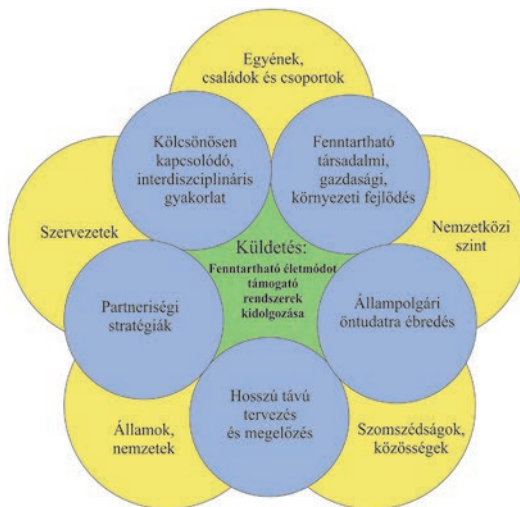 Egyének,
családok és csoportok
Kölcsönösen
kapcsolódó,
interdiszciplináris
gyakorlat
Fenntartható
társadalmi,
gazdasági,
környezeti fejlődés
Szervezetek
Nemzetközi
szint
Küldetés:
Fenntartható életmódot
támogató
rendszerek
kidolgozása
Partneriségi
stratégiák
Állampolgári
öntudatra ébredés
Hosszú távú
tervezés
és megelőzés
Államok,
nemzetek
Szomszédságok,
közösségek